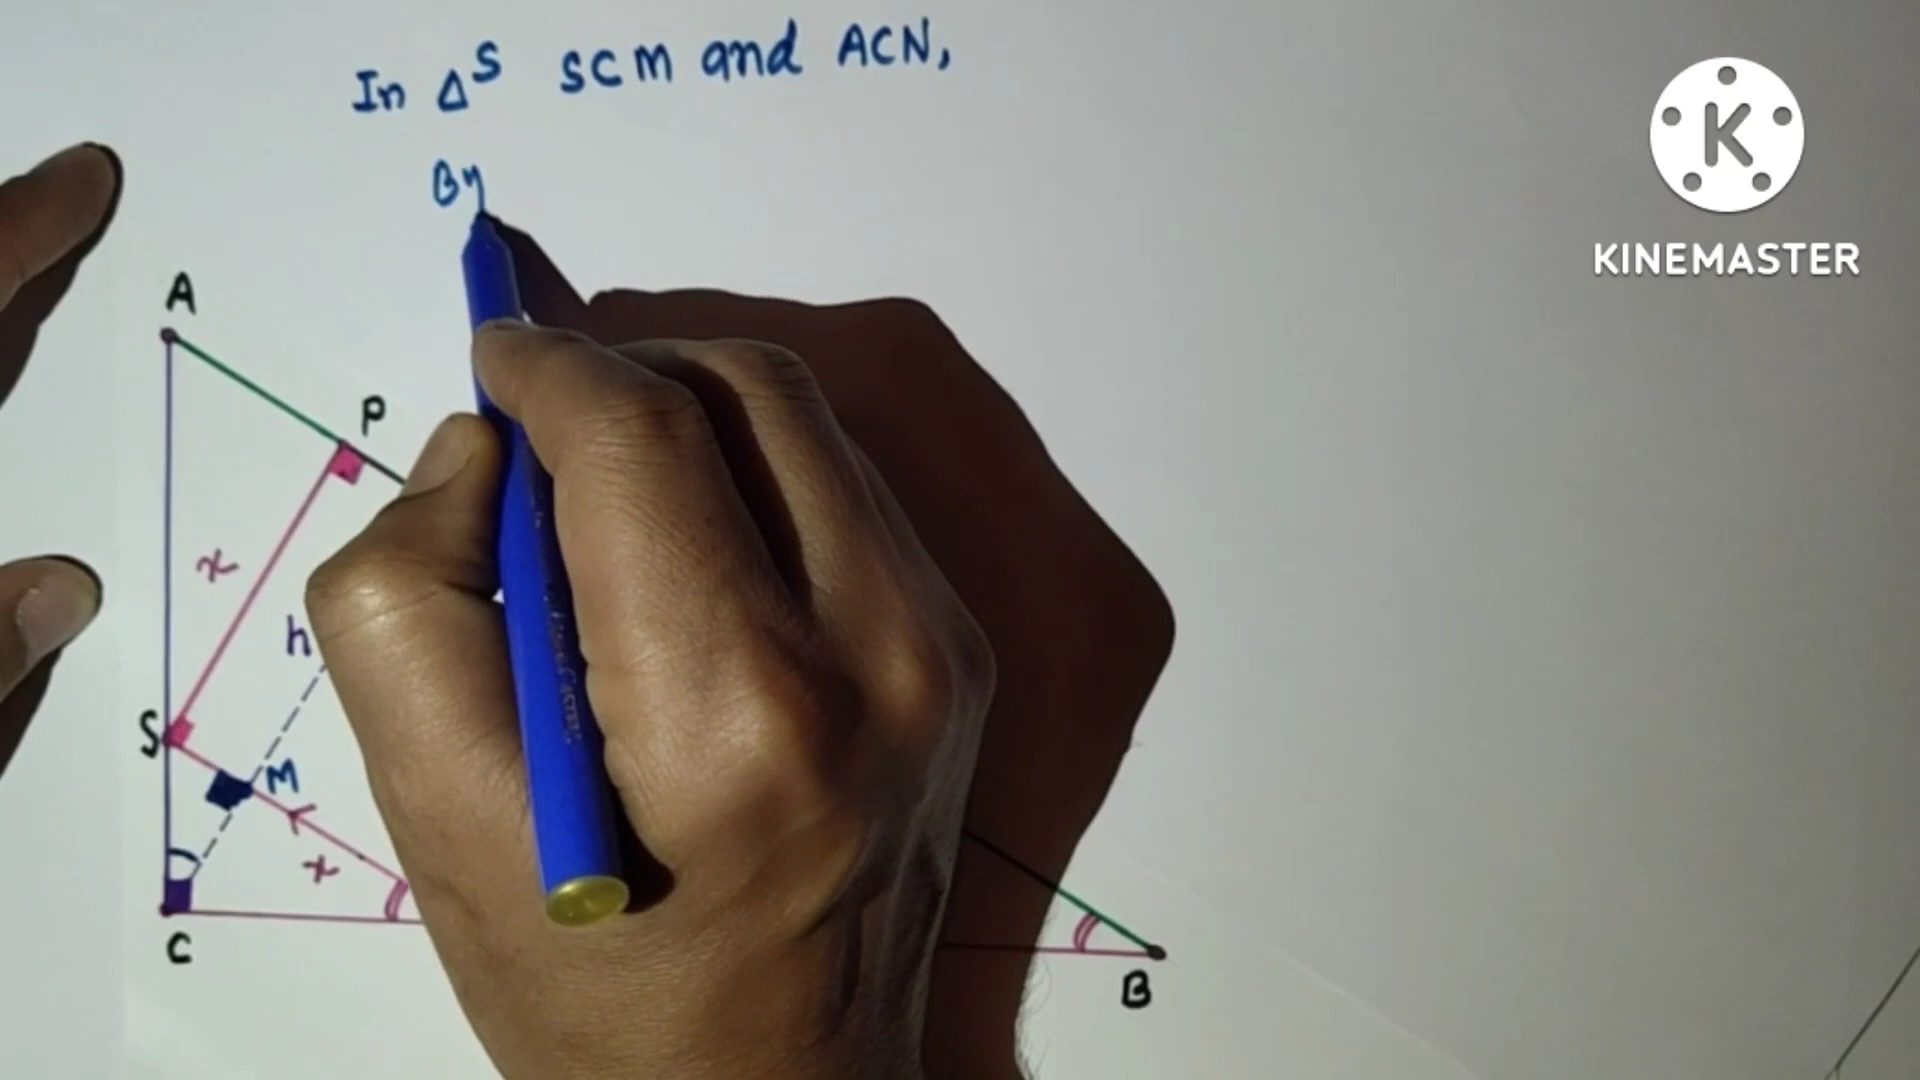 In Δˢ SCM and ACN,
By
K
KINEMASTER
A
P
x
h
S
M
x
C
B